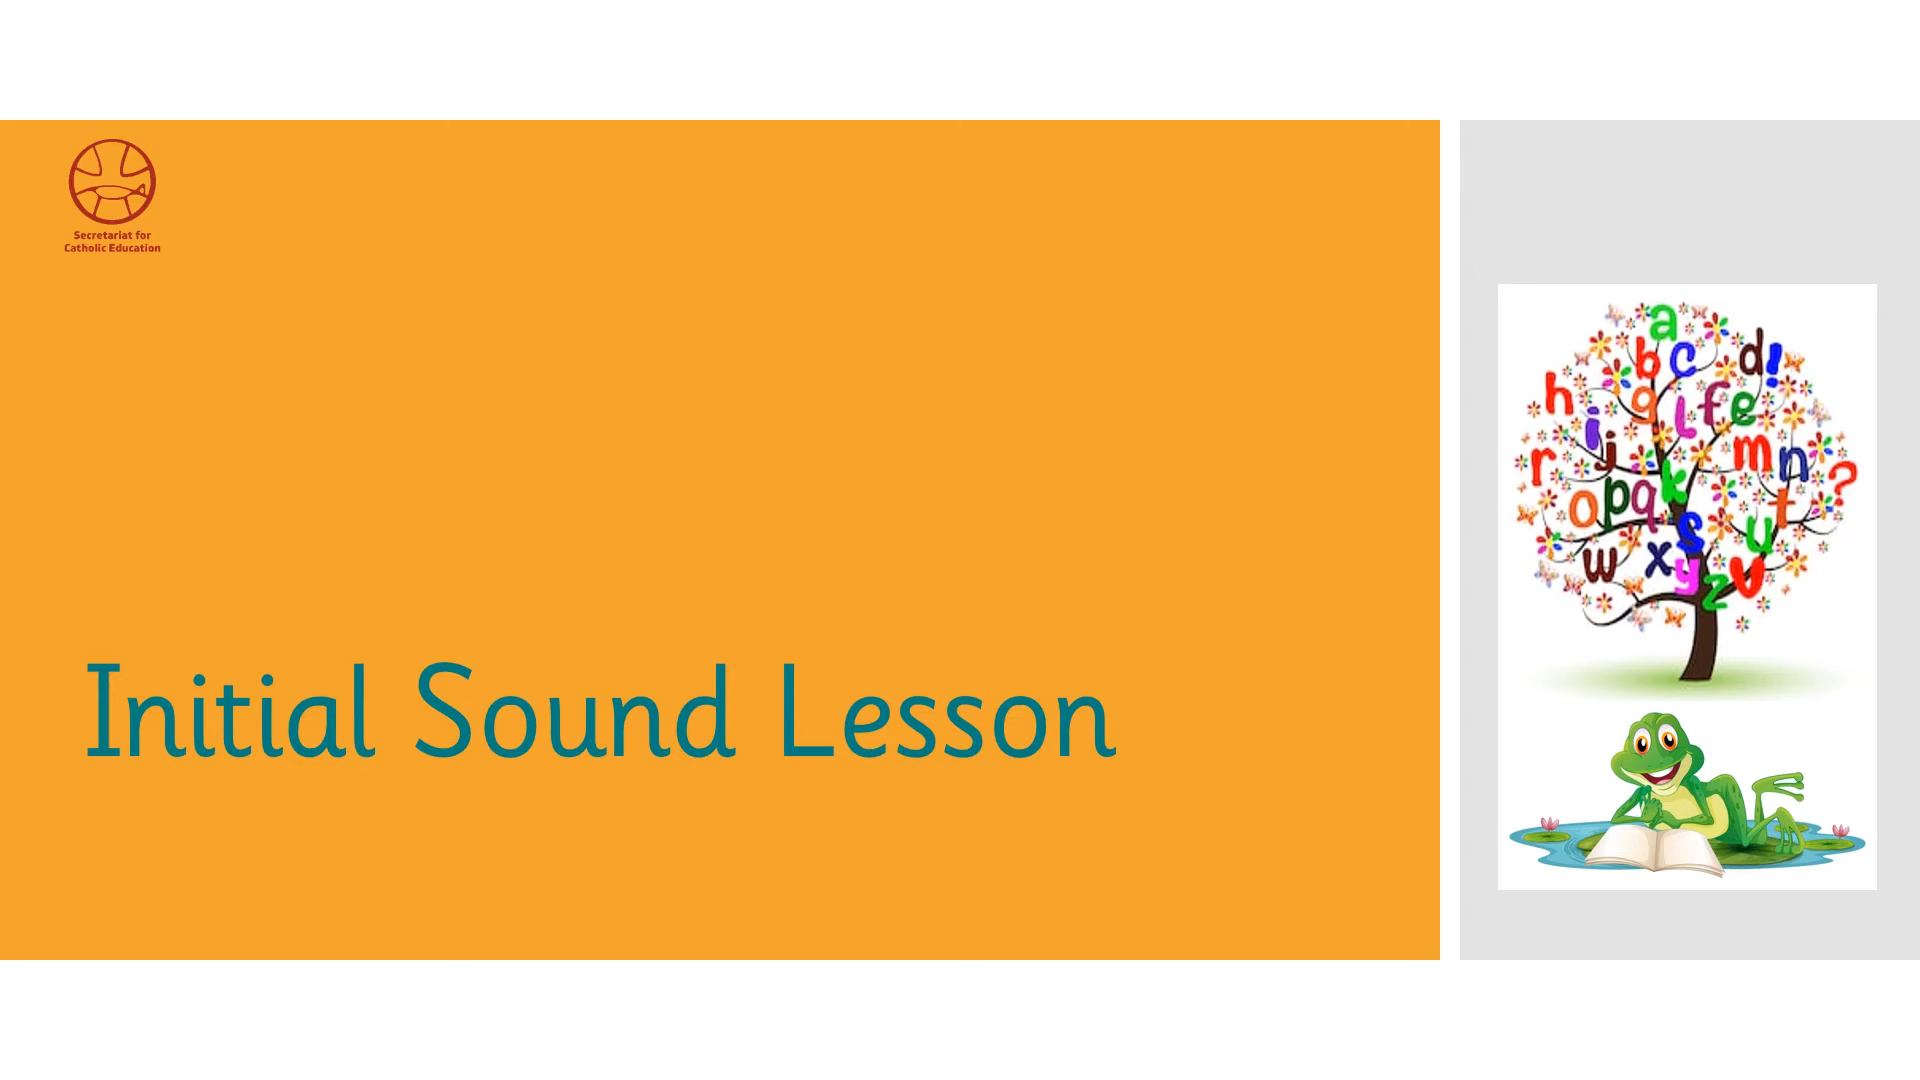 Secretariat for
Catholic Education
Initial Sound Lesson
a
b c d !
h g l f e
i j m n
r ?
o p q k t
s u
w x y z v